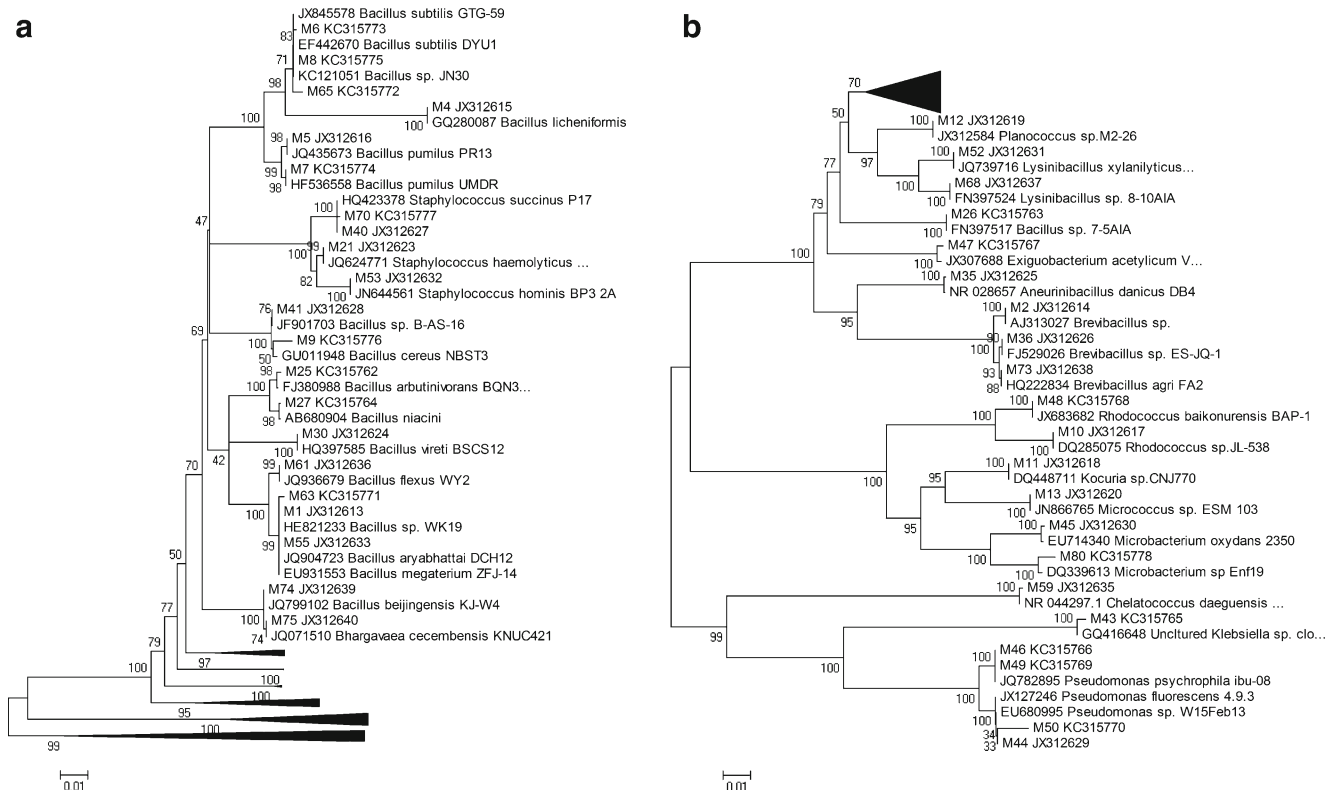 a
JX845578 Bacillus subtilis GTG-59
M6 KC315773
83
EF442670 Bacillus subtilis DYU1
71
M8 KC315775
KC121051 Bacillus sp. JN30
98
M65 KC315772
M4 JX312615
100
100
GQ280087 Bacillus licheniformis
98
M5 JX312616
JQ435673 Bacillus pumilus PR13
99
M7 KC315774
98
HF536558 Bacillus pumilus UMDR
HQ423378 Staphylococcus succinus P17
100
M70 KC315777
47
M40 JX312627
99
M21 JX312623
100
JQ624771 Staphylococcus haemolyticus ...
82
M53 JX312632
100
JN644561 Staphylococcus hominis BP3 2A
76
M41 JX312628
JF901703 Bacillus sp. B-AS-16
69
100
M9 KC315776
50
GU011948 Bacillus cereus NBST3
98
M25 KC315762
100
FJ380988 Bacillus arbutinivorans BQN3...
M27 KC315764
98
AB680904 Bacillus niacini
M30 JX312624
100
HQ397585 Bacillus vireti BSCS12
42
99
M61 JX312636
70
JQ936679 Bacillus flexus WY2
M63 KC315771
100
M1 JX312613
HE821233 Bacillus sp. WK19
99
M55 JX312633
50
JQ904723 Bacillus aryabhattai DCH12
EU931553 Bacillus megaterium ZFJ-14
M74 JX312639
77
JQ799102 Bacillus beijingensis KJ-W4
100
M75 JX312640
74
JQ071510 Bhargavaea cecembensis KNUC421
79
97
100
100
100
95
100
99
0.01
b
70
50
100
M12 JX312619
JX312584 Planococcus sp.M2-26
97
100
M52 JX312631
77
JQ739716 Lysinibacillus xylanilyticus...
100
M68 JX312637
100
FN397524 Lysinibacillus sp. 8-10AIA
79
M26 KC315763
100
FN397517 Bacillus sp. 7-5AIA
M47 KC315767
100
100
JX307688 Exiguobacterium acetylicum V...
M35 JX312625
100
NR 028657 Aneurinibacillus danicus DB4
100
M2 JX312614
95
AJ313027 Brevibacillus sp.
90
M36 JX312626
100
FJ529026 Brevibacillus sp. ES-JQ-1
93
M73 JX312638
88
HQ222834 Brevibacillus agri FA2
100
M48 KC315768
100
JX683682 Rhodococcus baikonurensis BAP-1
M10 JX312617
100
DQ285075 Rhodococcus sp.JL-538
100
M11 JX312618
95
DQ448711 Kocuria sp.CNJ770
100
M13 JX312620
100
JN866765 Micrococcus sp. ESM 103
95
100
M45 JX312630
EU714340 Microbacterium oxydans 2350
100
M80 KC315778
100
DQ339613 Microbacterium sp Enf19
100
M59 JX312635
NR 044297.1 Chelatococcus daeguensis ...
99
100
M43 KC315765
GQ416648 Uncltured Klebsiella sp. clo...
100
100
M46 KC315766
M49 KC315769
JQ782895 Pseudomonas psychrophila ibu-08
100
JX127246 Pseudomonas fluorescens 4.9.3
EU680995 Pseudomonas sp. W15Feb13
100
M50 KC315770
34
33
M44 JX312629
0.01